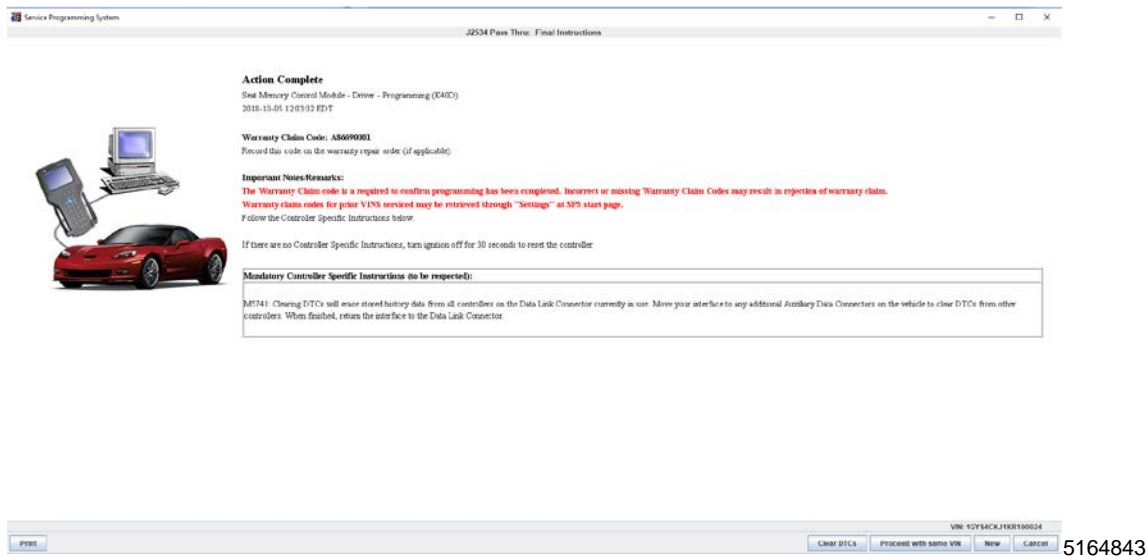 Service Programming System
J2534 Pass Thru: Final Instructions
Action Complete
Seat Memory Control Module - Driver - Programming (K40D)
2018-10-05 12:03:02 EDT
Warranty Claim Code: A86690001
Record this code on the warranty repair order (if applicable).
Important Notes/Remarks:
The Warranty Claim code is a required to confirm programming has been completed. Incorrect or missing Warranty Claim Codes may result in rejection of warranty claim.
Warranty claim codes for prior VINS serviced may be retrieved through "Settings" at SPS start page.
Follow the Controller Specific Instructions below.
If there are no Controller Specific Instructions, turn ignition off for 30 seconds to reset the controller
Mandatory Controller Specific Instructions (to be respected):
M5741: Clearing DTCs will erase stored history data from all controllers on the Data Link Connector currently in use. Move your interface to any additional Auxiliary Data Connectors on the vehicle to clear DTCs from other
controllers. When finished, return the interface to the Data Link Connector.
VIN: 1GYS4CKJ1KR100024
Print
Clear DTCs
Proceed with same VIN
New
Cancel
5164843